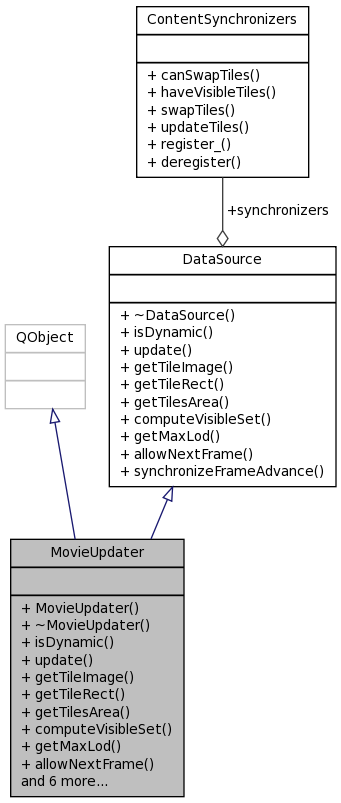 ContentSynchronizers
+ canSwapTiles()
+ haveVisibleTiles()
+ swapTiles()
+ updateTiles()
+ register_()
+ deregister()
+synchronizers
DataSource
+ ~DataSource()
+ isDynamic()
+ update()
+ getTileImage()
+ getTileRect()
+ getTilesArea()
+ computeVisibleSet()
+ getMaxLod()
+ allowNextFrame()
+ synchronizeFrameAdvance()
QObject
MovieUpdater
+ MovieUpdater()
+ ~MovieUpdater()
+ isDynamic()
+ update()
+ getTileImage()
+ getTileRect()
+ getTilesArea()
+ computeVisibleSet()
+ getMaxLod()
+ allowNextFrame()
and 6 more...